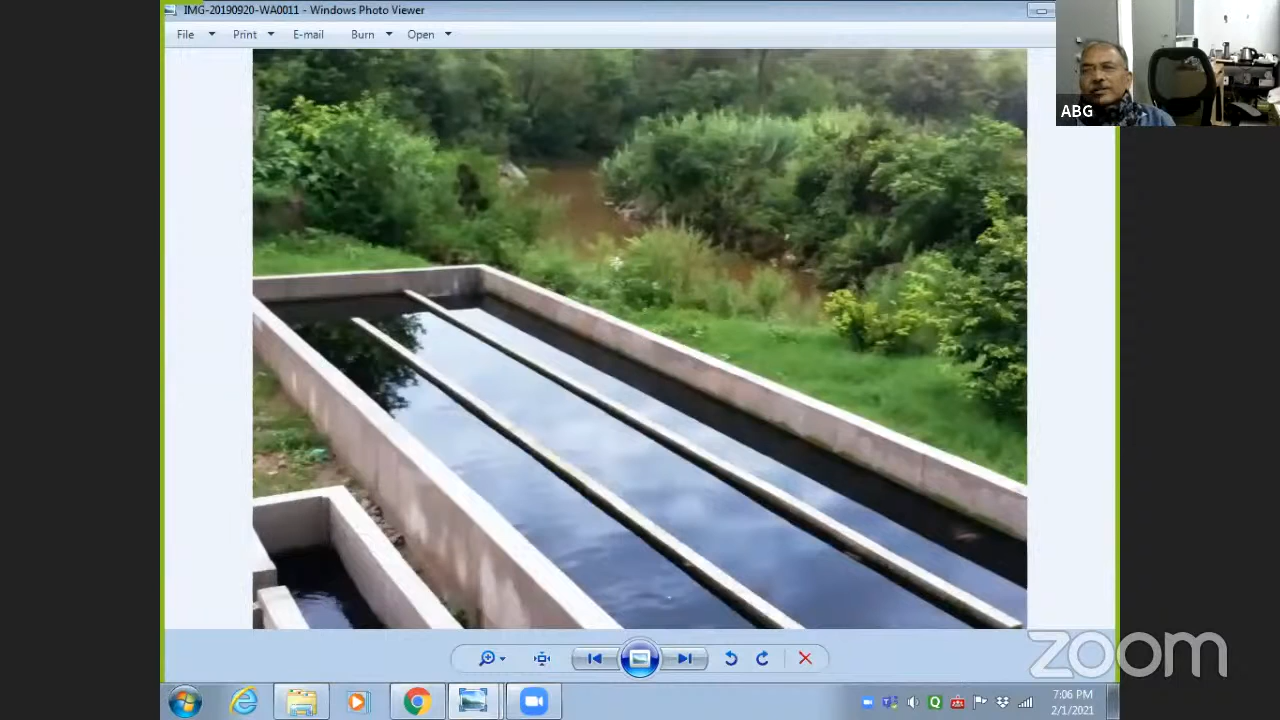 IMG-20190920-WA0011 - Windows Photo Viewer
File Print E-mail Burn Open
ABG
zoom
7:06 PM
2/1/2021